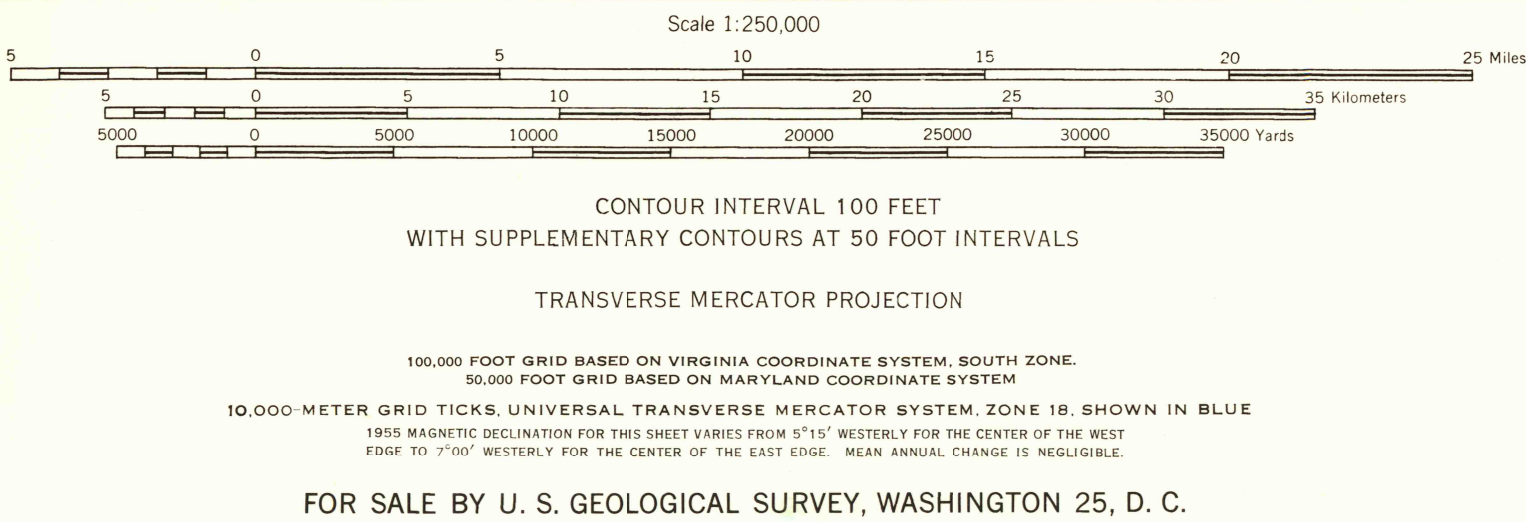 Scale 1:250,000
5 0 5 10 15 20 25 Miles
5 0 5 10 15 20 25 30 35 Kilometers
5000 0 5000 10000 15000 20000 25000 30000 35000 Yards
CONTOUR INTERVAL 100 FEET
WITH SUPPLEMENTARY CONTOURS AT 50 FOOT INTERVALS
TRANSVERSE MERCATOR PROJECTION
100,000 FOOT GRID BASED ON VIRGINIA COORDINATE SYSTEM, SOUTH ZONE.
50,000 FOOT GRID BASED ON MARYLAND COORDINATE SYSTEM
10,000-METER GRID TICKS, UNIVERSAL TRANSVERSE MERCATOR SYSTEM, ZONE 18, SHOWN IN BLUE
1955 MAGNETIC DECLINATION FOR THIS SHEET VARIES FROM 5°15′ WESTERLY FOR THE CENTER OF THE WEST
EDGE TO 7°00′ WESTERLY FOR THE CENTER OF THE EAST EDGE. MEAN ANNUAL CHANGE IS NEGLIGIBLE.
FOR SALE BY U. S. GEOLOGICAL SURVEY, WASHINGTON 25, D. C.